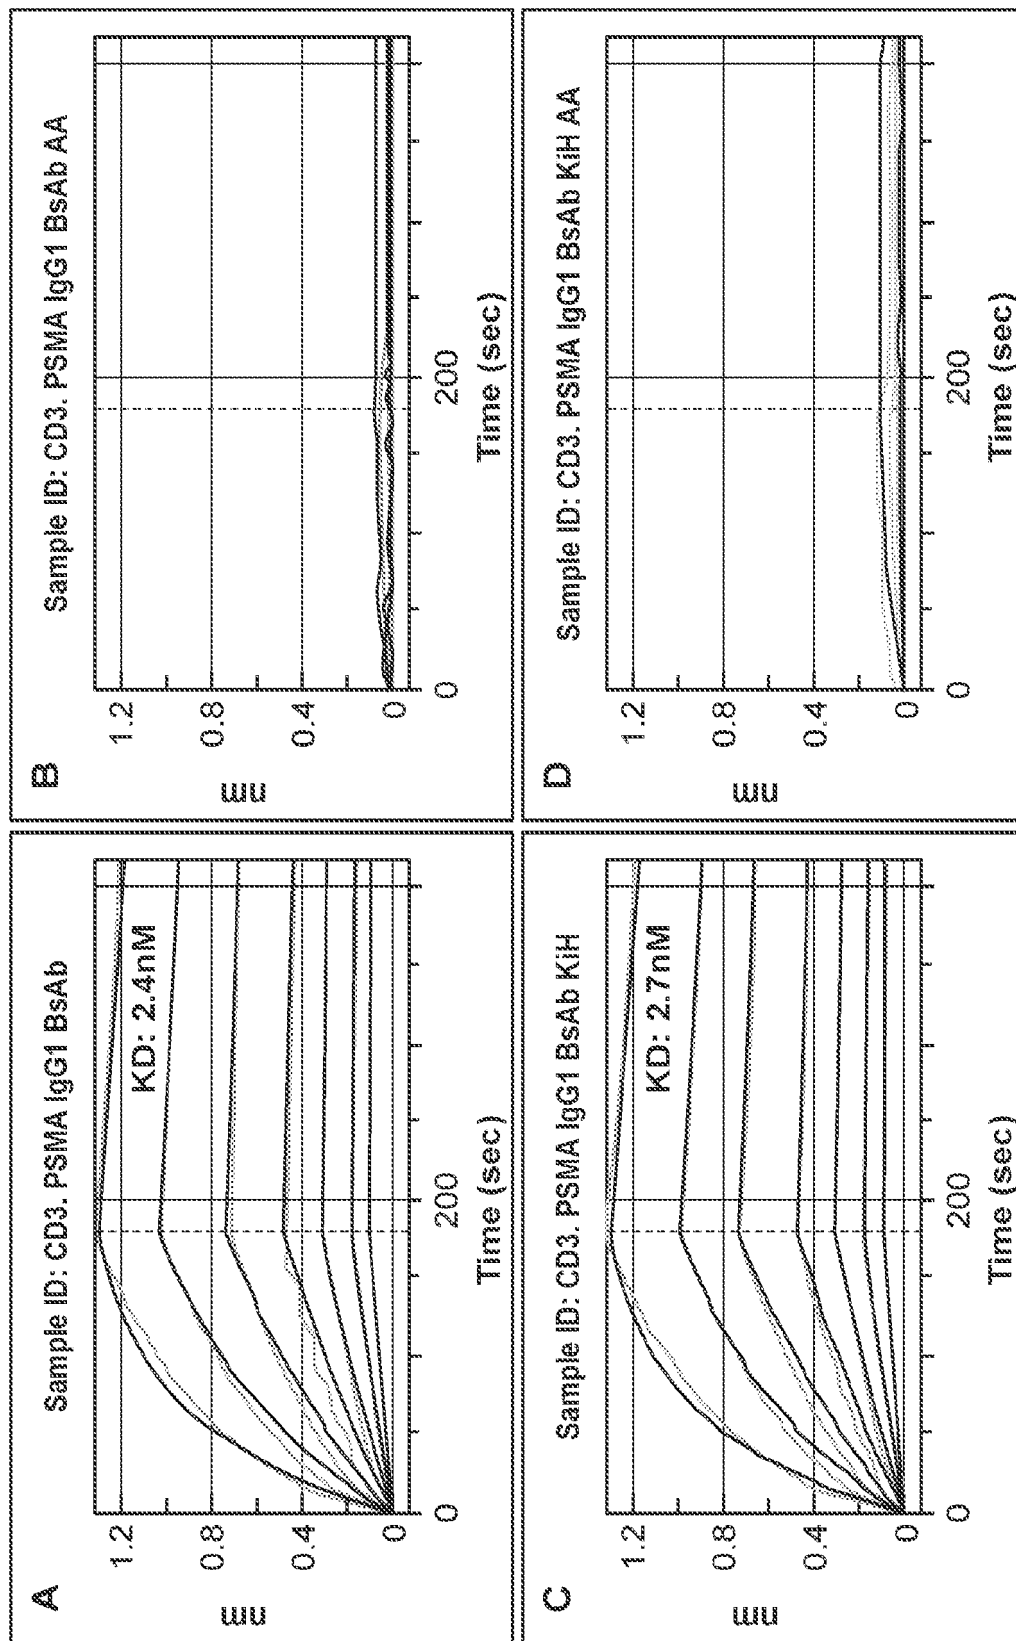 A
Sample ID: CD3. PSMA IgG1 BsAb
nm
1.2
0.8
0.4
0
KD: 2.4nM
0
200
Time (sec)
B
Sample ID: CD3. PSMA IgG1 BsAb AA
nm
1.2
0.8
0.4
0
0
200
Time (sec)
C
Sample ID: CD3. PSMA IgG1 BsAb KiH
nm
1.2
0.8
0.4
0
KD: 2.7nM
0
200
Time (sec)
D
Sample ID: CD3. PSMA IgG1 BsAb KiH AA
nm
1.2
0.8
0.4
0
0
200
Time (sec)